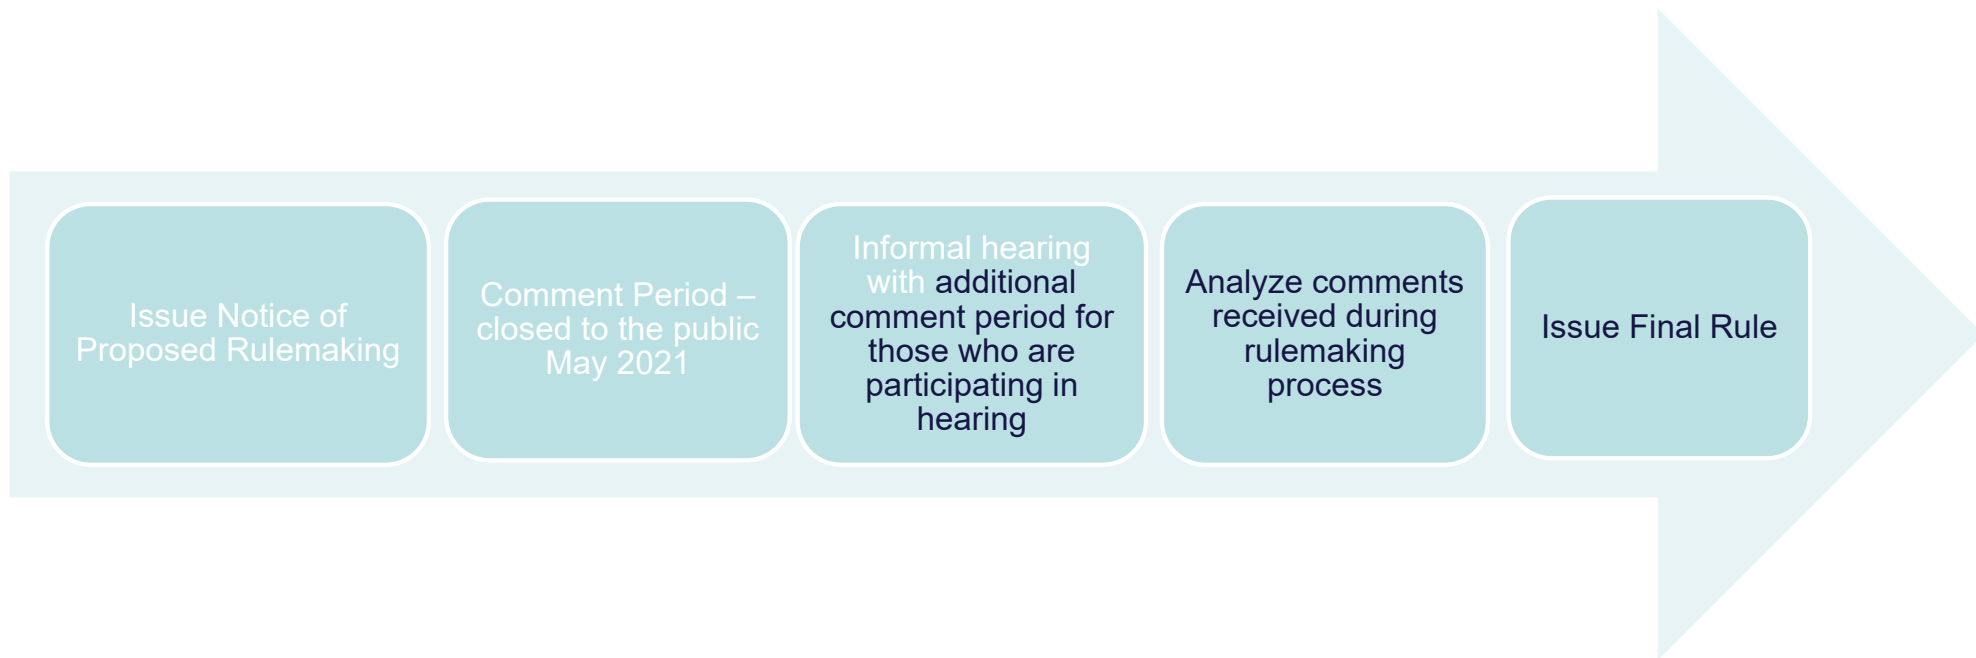 Issue Notice of
Proposed Rulemaking
Comment Period –
closed to the public
May 2021
Informal hearing
with additional
comment period for
those who are
participating in
hearing
Analyze comments
received during
rulemaking
process
Issue Final Rule